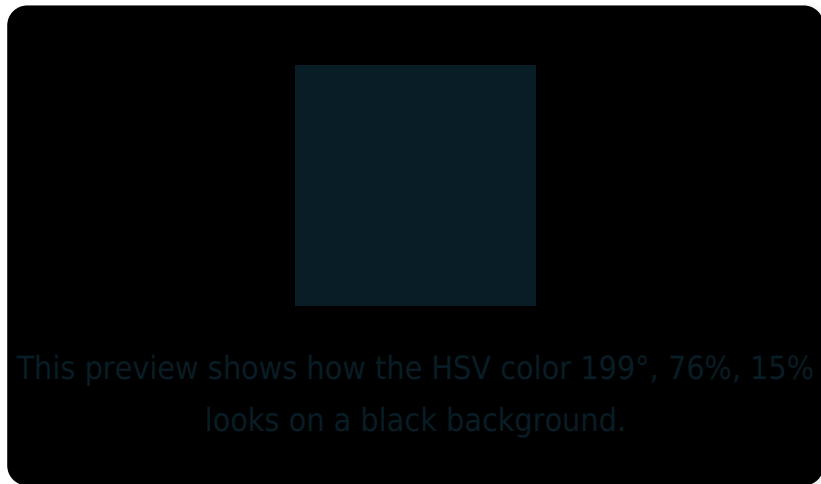 This preview shows how the HSV color 199°, 76%, 15%
looks on a black background.